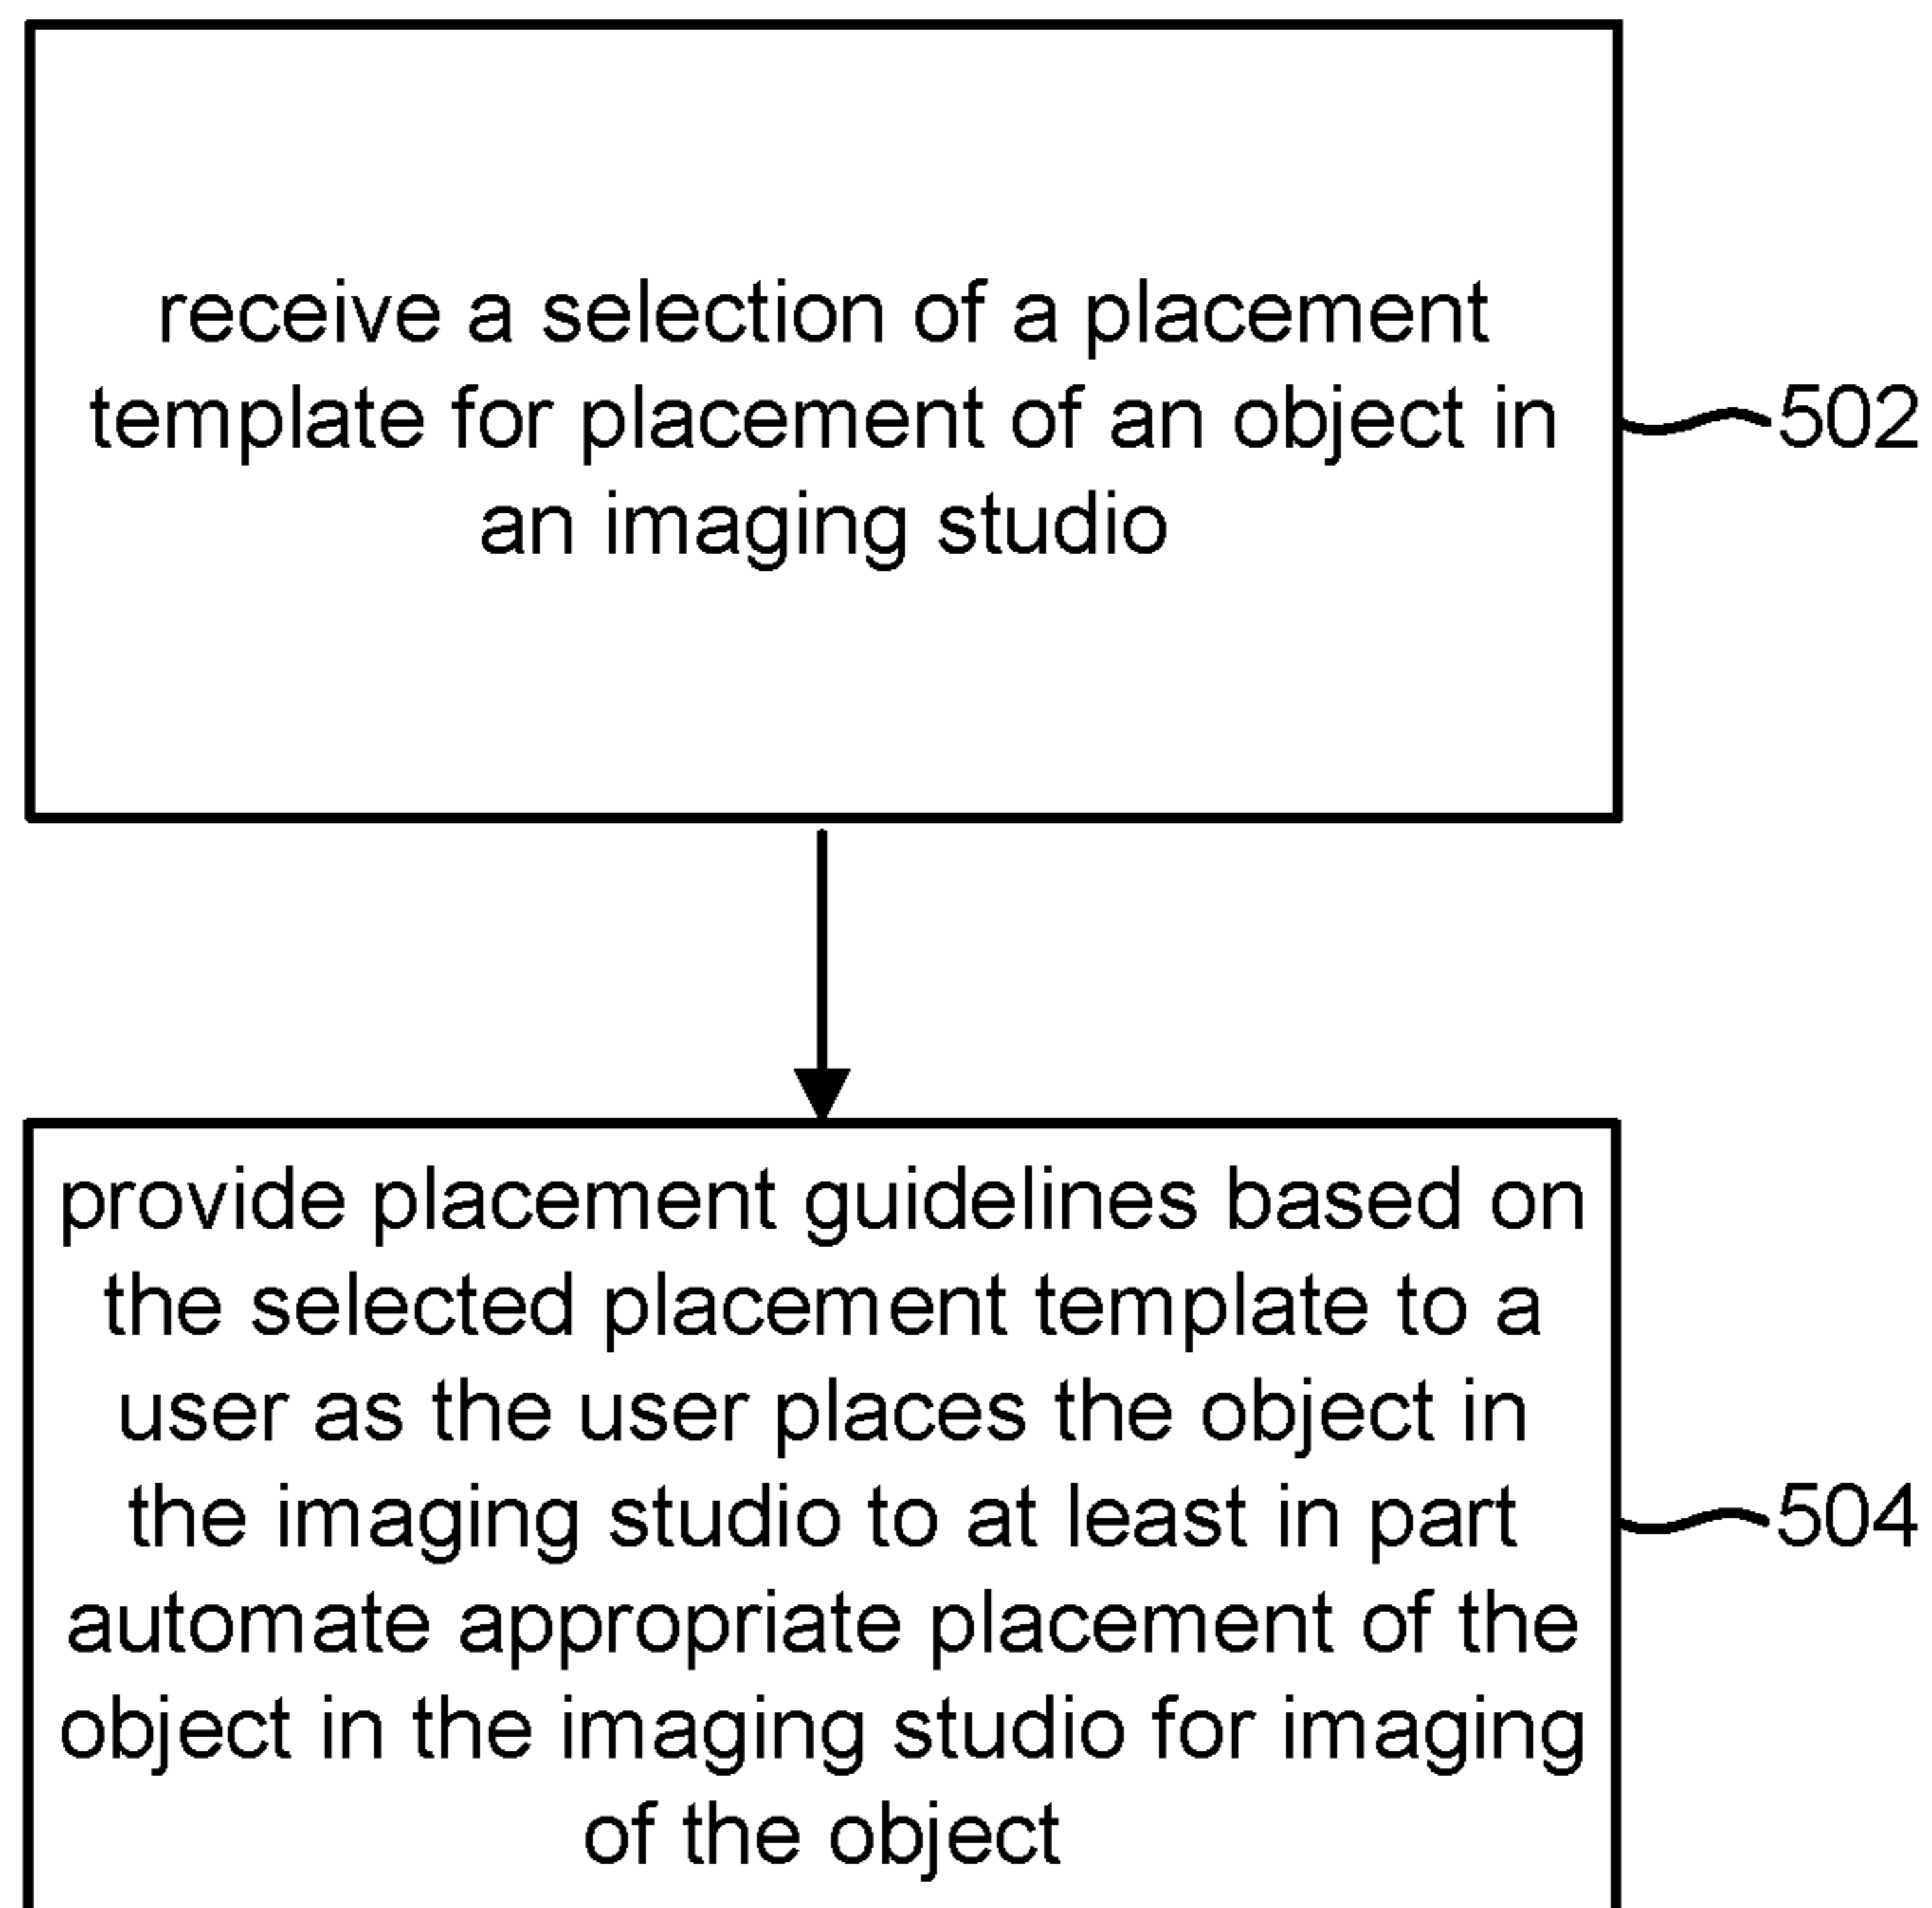 receive a selection of a placement
template for placement of an object in
an imaging studio
502
provide placement guidelines based on
the selected placement template to a
user as the user places the object in
the imaging studio to at least in part
automate appropriate placement of the
object in the imaging studio for imaging
of the object
504